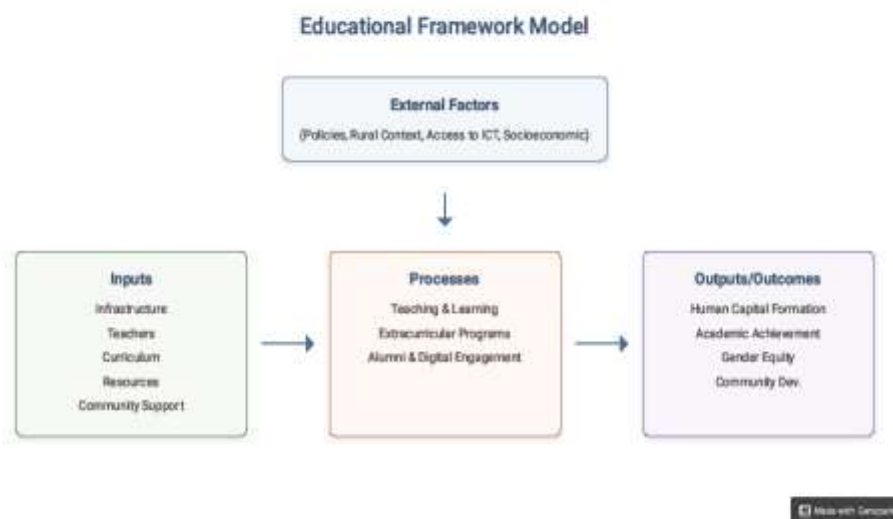 Educational Framework Model
External Factors
(Policies, Rural Context, Access to ICT, Socioeconomic)
Inputs
Infrastructure
Teachers
Curriculum
Resources
Community Support
Processes
Teaching & Learning
Extracurricular Programs
Alumni & Digital Engagement
Outputs/Outcomes
Human Capital Formation
Academic Achievement
Gender Equity
Community Dev.
Made with